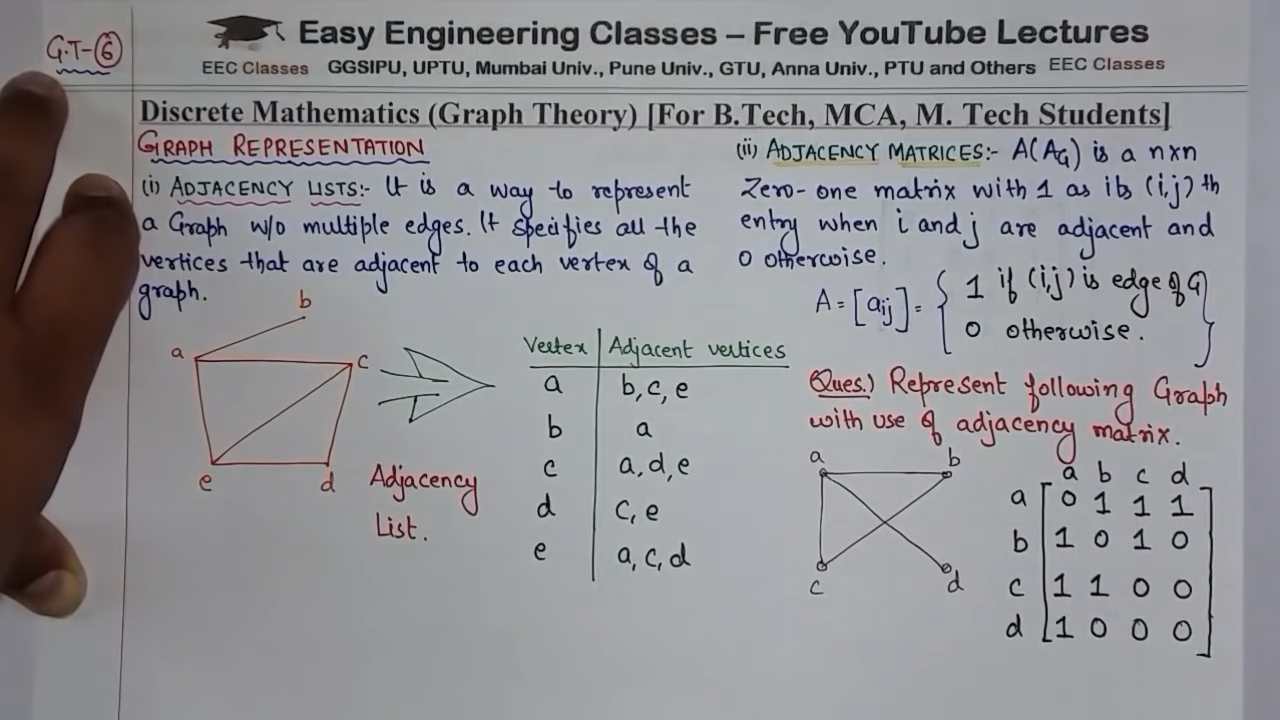 G.T-6
Easy Engineering Classes – Free YouTube Lectures
EEC Classes GGSIPU, UPTU, Mumbai Univ., Pune Univ., GTU, Anna Univ., PTU and Others EEC Classes
Discrete Mathematics (Graph Theory) [For B.Tech, MCA, M. Tech Students]
GRAPH REPRESENTATION
(i) ADJACENCY LISTS:- It is a way to represent
a Graph w/o multiple edges. It specifies all the
vertices that are adjacent to each vertex of a
graph.
b
a
c
e
d
Adjacency
List.
Vertex Adjacent vertices
a b, c, e
b a
c a, d, e
d c, e
e a, c, d
(ii) ADJACENCY MATRICES:- A(AG) is a n×n
Zero-one matrix with 1 as its (i,j)th
entry when i and j are adjacent and
0 otherwise.
A = [aij] = { 1 if (i,j) is edge of G
0 otherwise. }
Ques.) Represent following Graph
with use of adjacency matrix.
a b
c d
a b c d
a [ 0 1 1 1 ]
b 1 0 1 0
c 1 1 0 0
d [ 1 0 0 0 ]